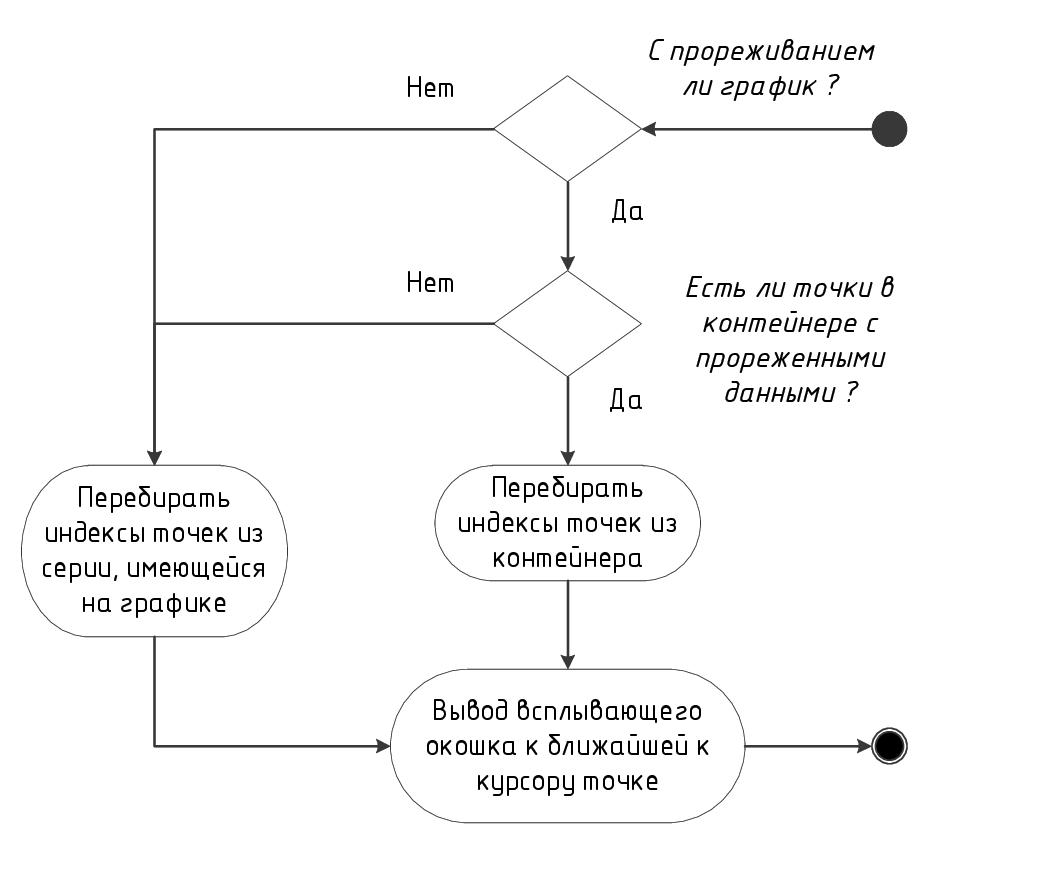 С прореживанием
ли график ?
Нет
Да
Нет
Есть ли точки в
контейнере с
прореженными
данными ?
Да
Перебирать
индексы точек из
серии, имеющейся
на графике
Перебирать
индексы точек из
контейнера
Вывод всплывающего
окошка к ближайшей к
курсору точке